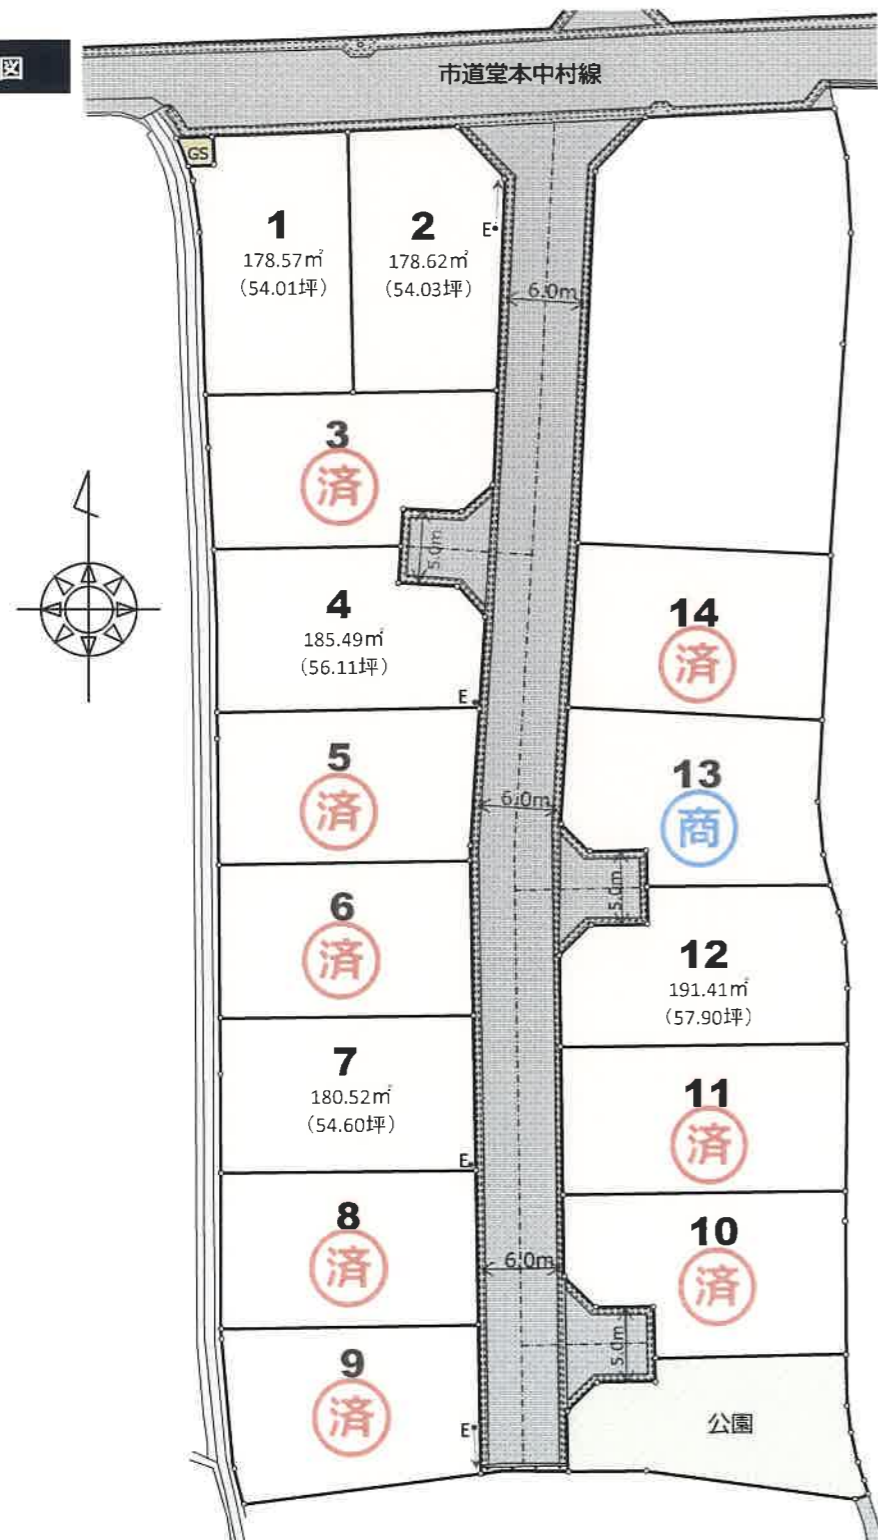 図
市道堂本中村線
GS
1
178.57㎡
（54.01坪）
2
178.62㎡
（54.03坪）
E
6.0m
3
済
5.0m
4
185.49㎡
（56.11坪）
E
14
済
5
済
6.0m
13
商
5.0m
6
済
12
191.41㎡
（57.90坪）
7
180.52㎡
（54.60坪）
E
11
済
8
済
6.0m
10
済
5.0m
9
済
E
公園